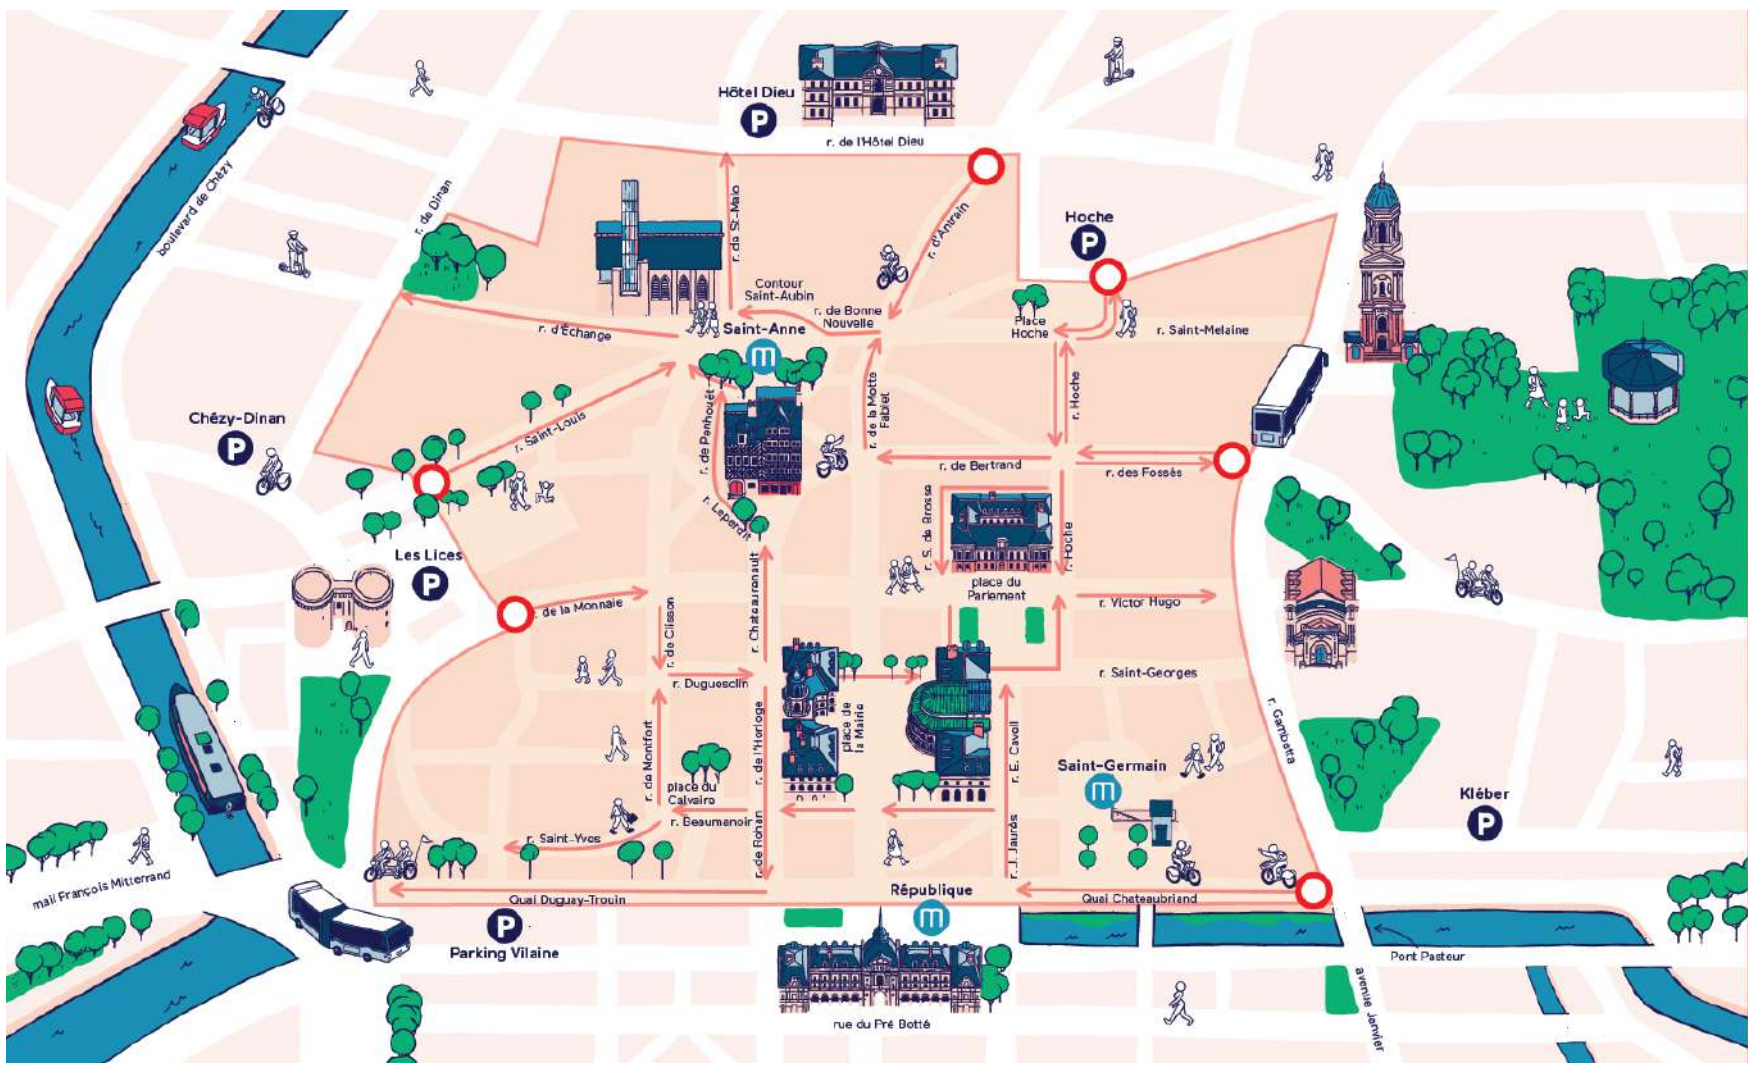 Hôtel Dieu
P
r. de l'Hôtel Dieu
boulevard de Chézy
r. de Dinan
r. de St-Malo
r. d'Antrain
Hoche
P
Contour
Saint-Aubin
r. de Bonne
Nouvelle
Place
Hoche
r. Saint-Melaine
r. d'Échange
Saint-Anne
m
Chézy-Dinan
P
r. Saint-Louis
r. de Penhouët
r. de la Motte
Fablet
r. Hoche
r. de Bertrand
r. des Fossés
r. Leperdit
r. S. de Brosse
r. Hoche
Les Lices
P
r. de la Monnaie
r. de Clisson
r. Chateaurenault
place du
Parlement
r. Victor Hugo
r. Duguesclin
r. Saint-Georges
r. de Montfort
r. de l'Horloge
place de
la Mairie
r. E. Cavoil
r. Gambetta
Saint-Germain
m
place du
Calvaire
r. Beaumanoir
r. Saint-Yves
r. de Rohan
r. J. Jaurès
Kléber
P
mail François Mitterrand
Quai Duguay-Trouin
République
m
Quai Chateaubriand
P
Parking Vilaine
Pont Pasteur
rue du Pré Botté
avenue Janvier